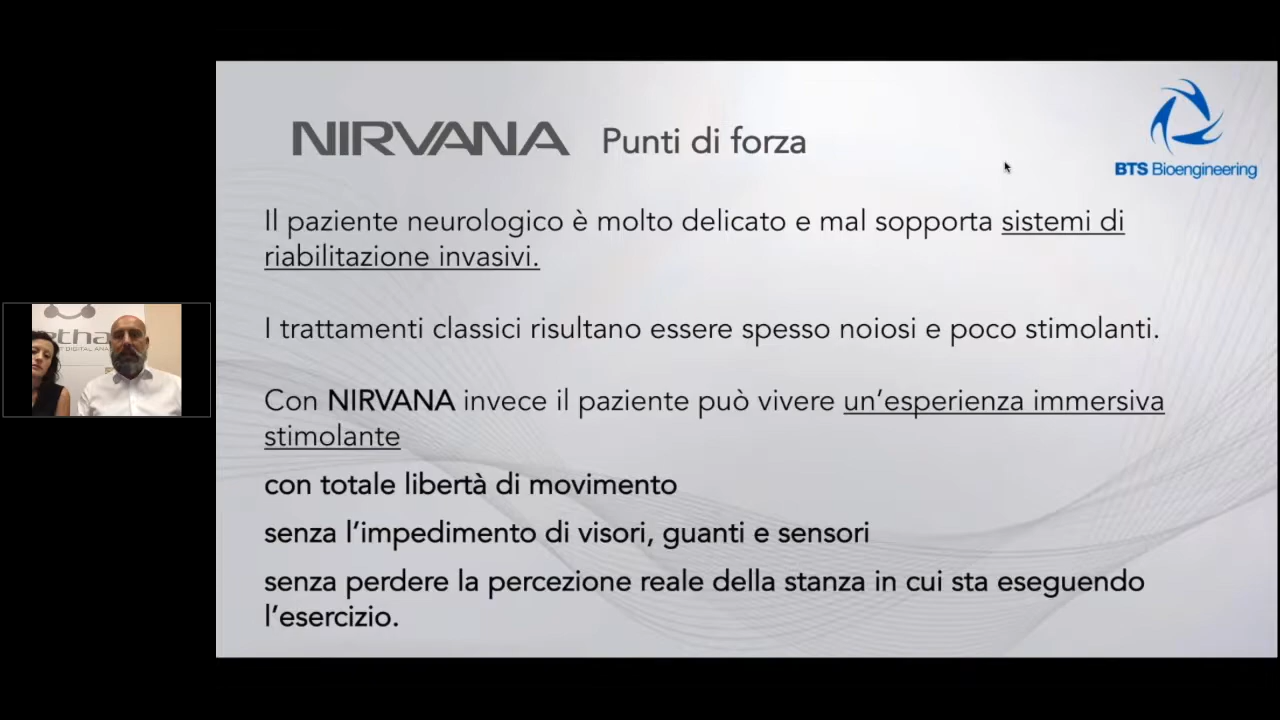 NIRVANA Punti di forza
BTS Bioengineering
Il paziente neurologico è molto delicato e mal sopporta sistemi di
riabilitazione invasivi.
I trattamenti classici risultano essere spesso noiosi e poco stimolanti.
Con NIRVANA invece il paziente può vivere un’esperienza immersiva
stimolante
con totale libertà di movimento
senza l’impedimento di visori, guanti e sensori
senza perdere la percezione reale della stanza in cui sta eseguendo
l’esercizio.